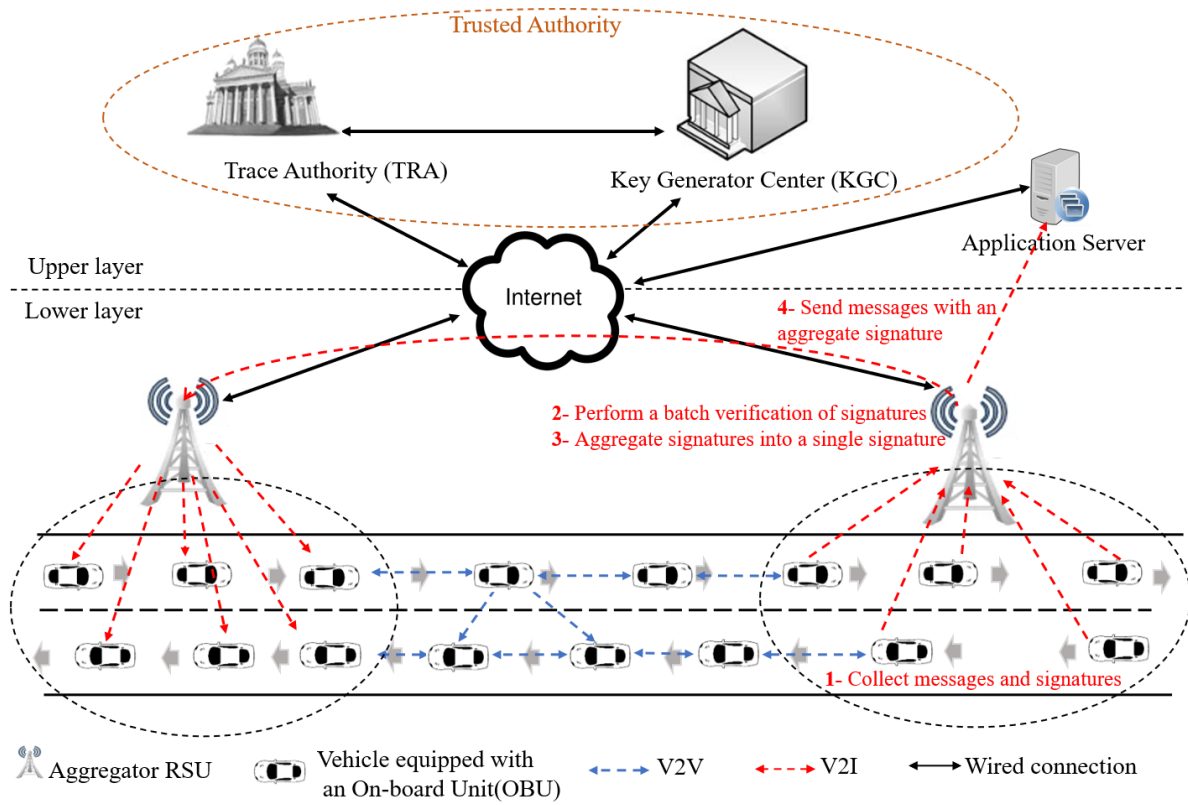 Trusted Authority
Trace Authority (TRA)
Key Generator Center (KGC)
Application Server
Upper layer
Lower layer
Internet
4- Send messages with an
aggregate signature
2- Perform a batch verification of signatures
3- Aggregate signatures into a single signature
1- Collect messages and signatures
Aggregator RSU
Vehicle equipped with
an On-board Unit(OBU)
V2V
V2I
Wired connection